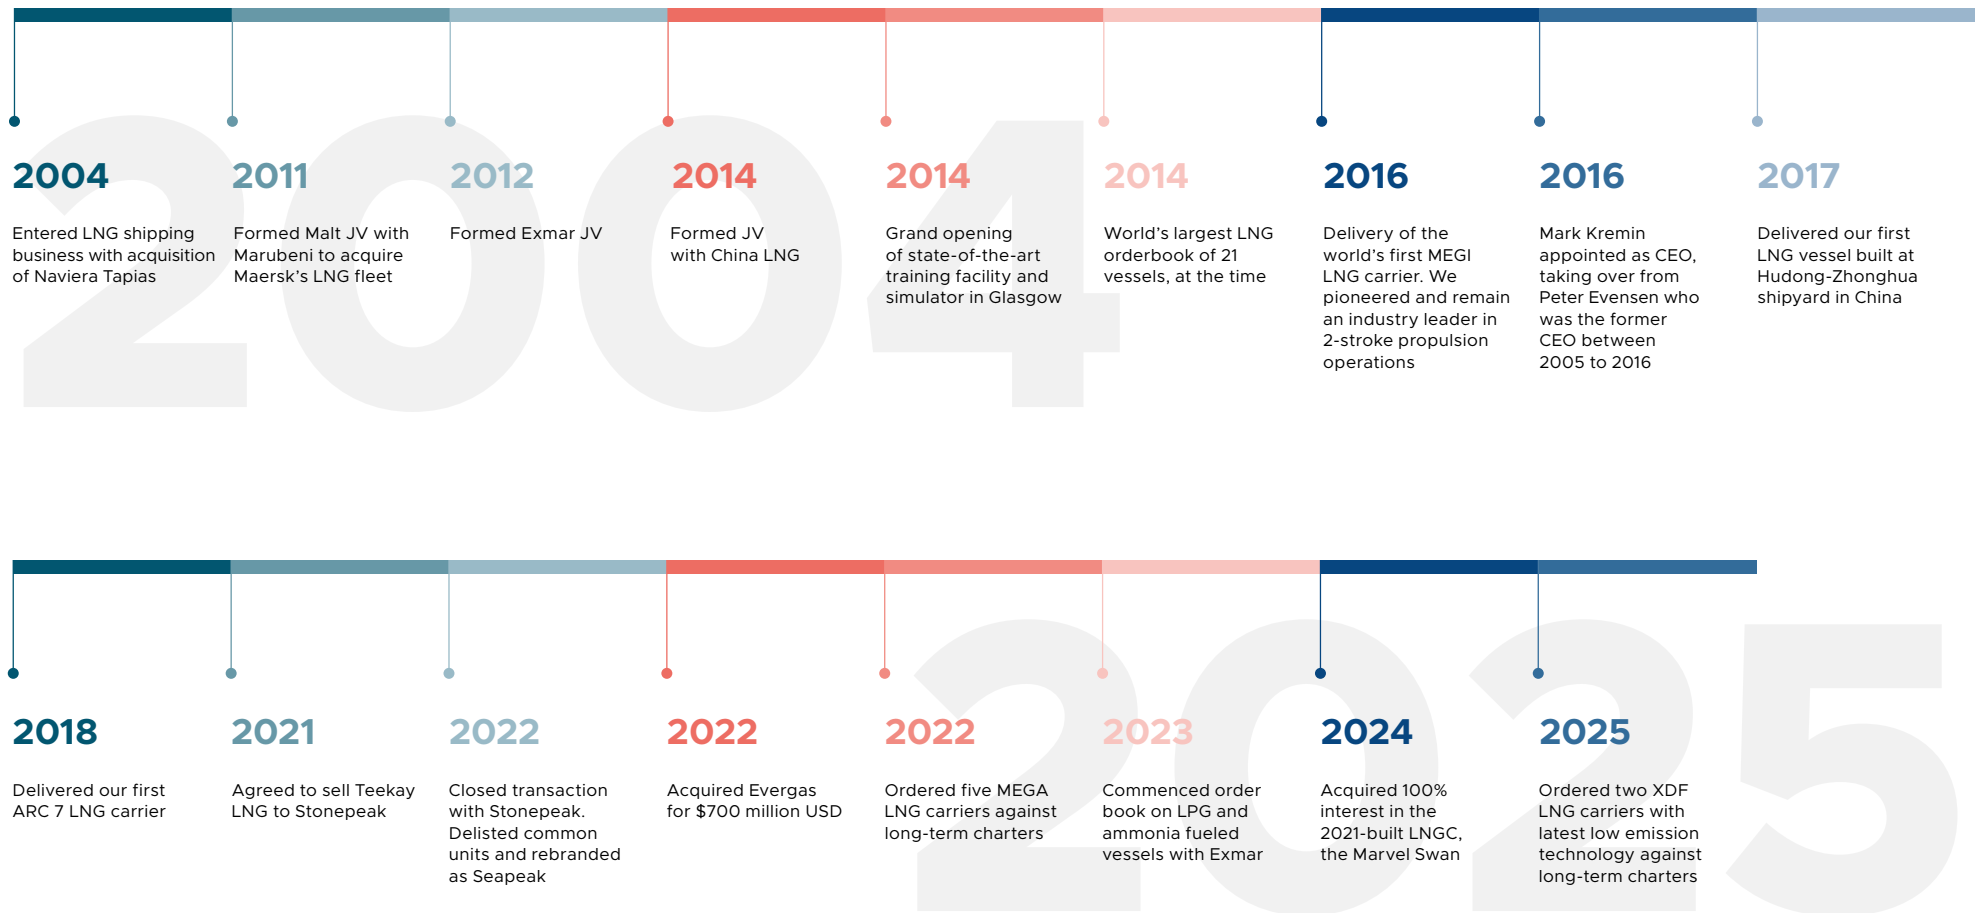 2004
2004
Entered LNG shipping
business with acquisition
of Naviera Tapias
2011
Formed Malt JV with
Marubeni to acquire
Maersk's LNG fleet
2012
Formed Exmar JV
2014
Formed JV
with China LNG
2014
Grand opening
of state-of-the-art
training facility and
simulator in Glasgow
2014
World's largest LNG
orderbook of 21
vessels, at the time
2016
Delivery of the
world's first MEGI
LNG carrier. We
pioneered and remain
an industry leader in
2-stroke propulsion
operations
2016
Mark Kremin
appointed as CEO,
taking over from
Peter Evensen who
was the former
CEO between
2005 to 2016
2017
Delivered our first
LNG vessel built at
Hudong-Zhonghua
shipyard in China
2025
2018
Delivered our first
ARC 7 LNG carrier
2021
Agreed to sell Teekay
LNG to Stonepeak
2022
Closed transaction
with Stonepeak.
Delisted common
units and rebranded
as Seapeak
2022
Acquired Evergas
for $700 million USD
2022
Ordered five MEGA
LNG carriers against
long-term charters
2023
Commenced order
book on LPG and
ammonia fueled
vessels with Exmar
2024
Acquired 100%
interest in the
2021-built LNGC,
the Marvel Swan
2025
Ordered two XDF
LNG carriers with
latest low emission
technology against
long-term charters